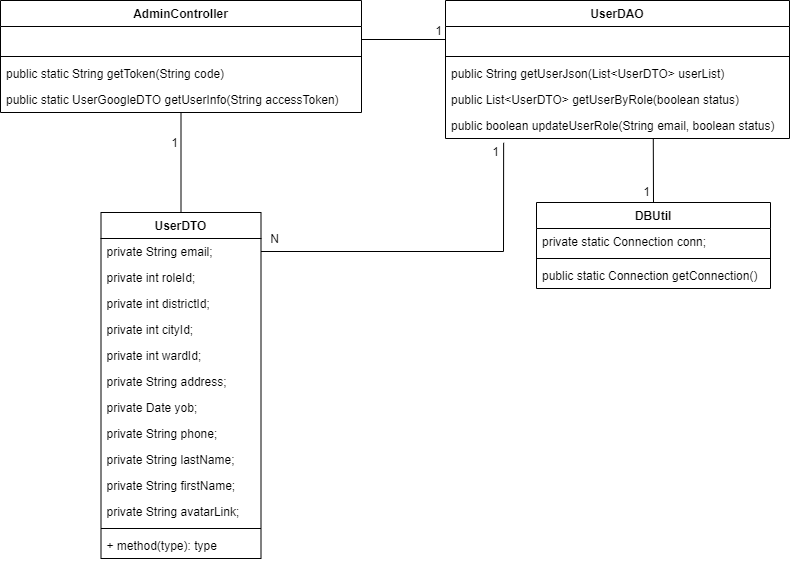 AdminController
public static String getToken(String code)
public static UserGoogleDTO getUserInfo(String accessToken)
1
UserDAO
public String getUserJson(List<UserDTO> userList)
public List<UserDTO> getUserByRole(boolean status)
public boolean updateUserRole(String email, boolean status)
1
1
N
1
DBUtil
private static Connection conn;
public static Connection getConnection()
UserDTO
private String email;
private int roleId;
private int districtId;
private int cityId;
private int wardId;
private String address;
private Date yob;
private String phone;
private String lastName;
private String firstName;
private String avatarLink;
+ method(type): type